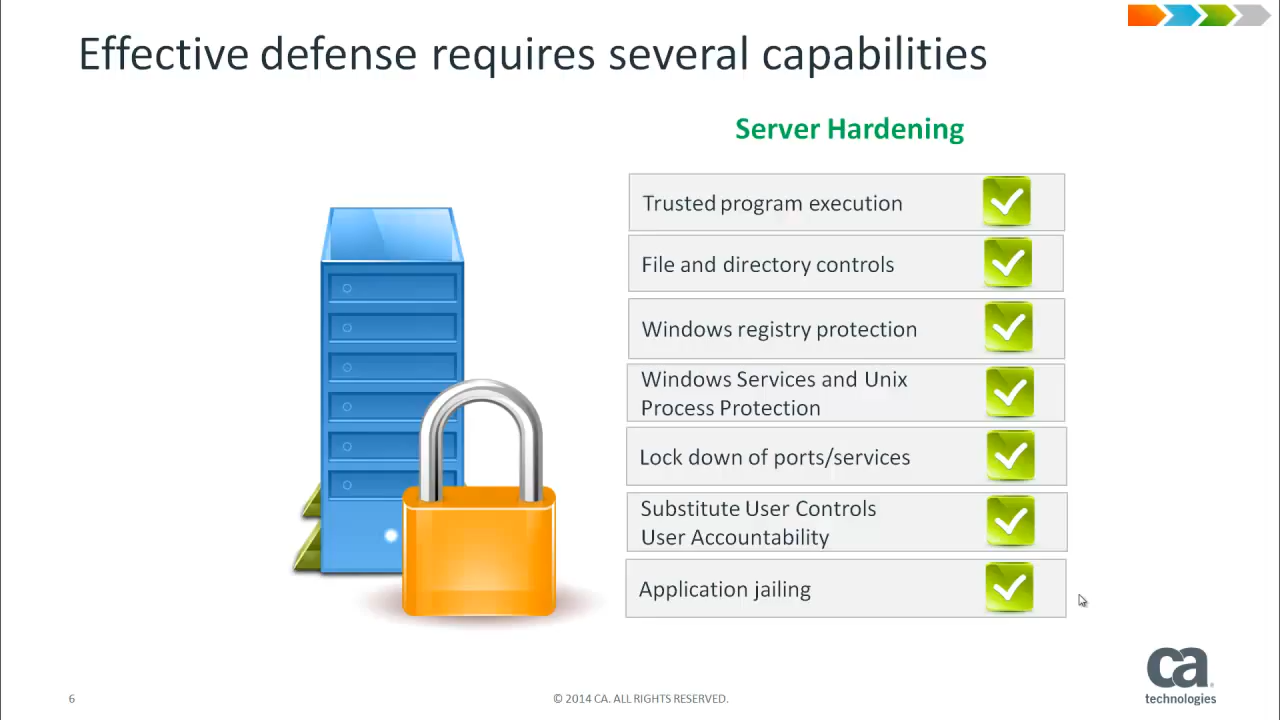 Effective defense requires several capabilities
Server Hardening
Trusted program execution
File and directory controls
Windows registry protection
Windows Services and Unix
Process Protection
Lock down of ports/services
Substitute User Controls
User Accountability
Application jailing
ca
technologies
6
© 2014 CA. ALL RIGHTS RESERVED.